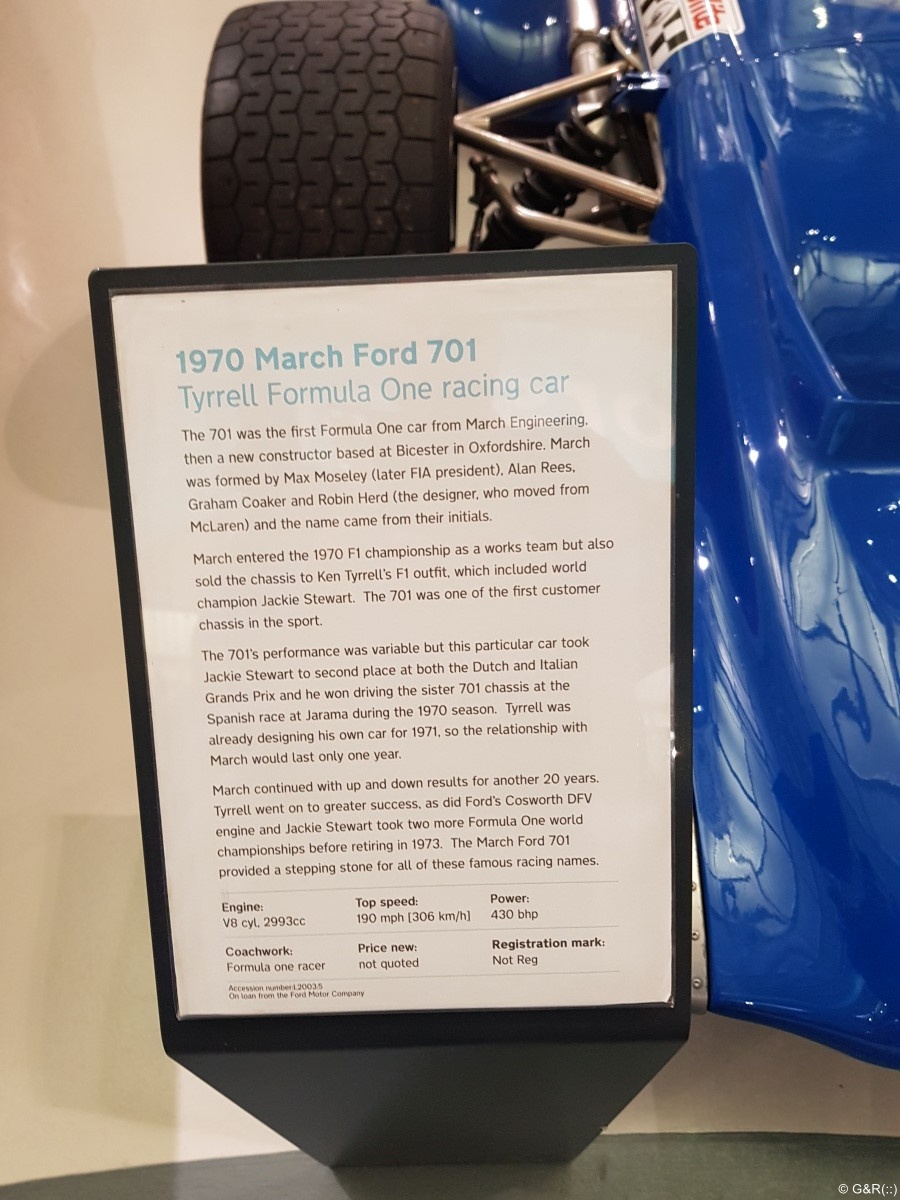 1970 March Ford 701
Tyrrell Formula One racing car
The 701 was the first Formula One car from March Engineering,
then a new constructor based at Bicester in Oxfordshire. March
was formed by Max Moseley (later FIA president), Alan Rees,
Graham Coaker and Robin Herd (the designer, who moved from
McLaren) and the name came from their initials.
March entered the 1970 F1 championship as a works team but also
sold the chassis to Ken Tyrrell's F1 outfit, which included world
champion Jackie Stewart. The 701 was one of the first customer
chassis in the sport.
The 701's performance was variable but this particular car took
Jackie Stewart to second place at both the Dutch and Italian
Grands Prix and he won driving the sister 701 chassis at the
Spanish race at Jarama during the 1970 season. Tyrrell was
already designing his own car for 1971, so the relationship with
March would last only one year.
March continued with up and down results for another 20 years.
Tyrrell went on to greater success, as did Ford's Cosworth DFV
engine and Jackie Stewart took two more Formula One world
championships before retiring in 1973. The March Ford 701
provided a stepping stone for all of these famous racing names.
Engine: Top speed: Power:
V8 cyl, 2993cc 190 mph [306 km/h] 430 bhp
Coachwork: Price new: Registration mark:
Formula one racer not quoted Not Reg
Accession number:L2003.5
On loan from the Ford Motor Company
© G&R(::)